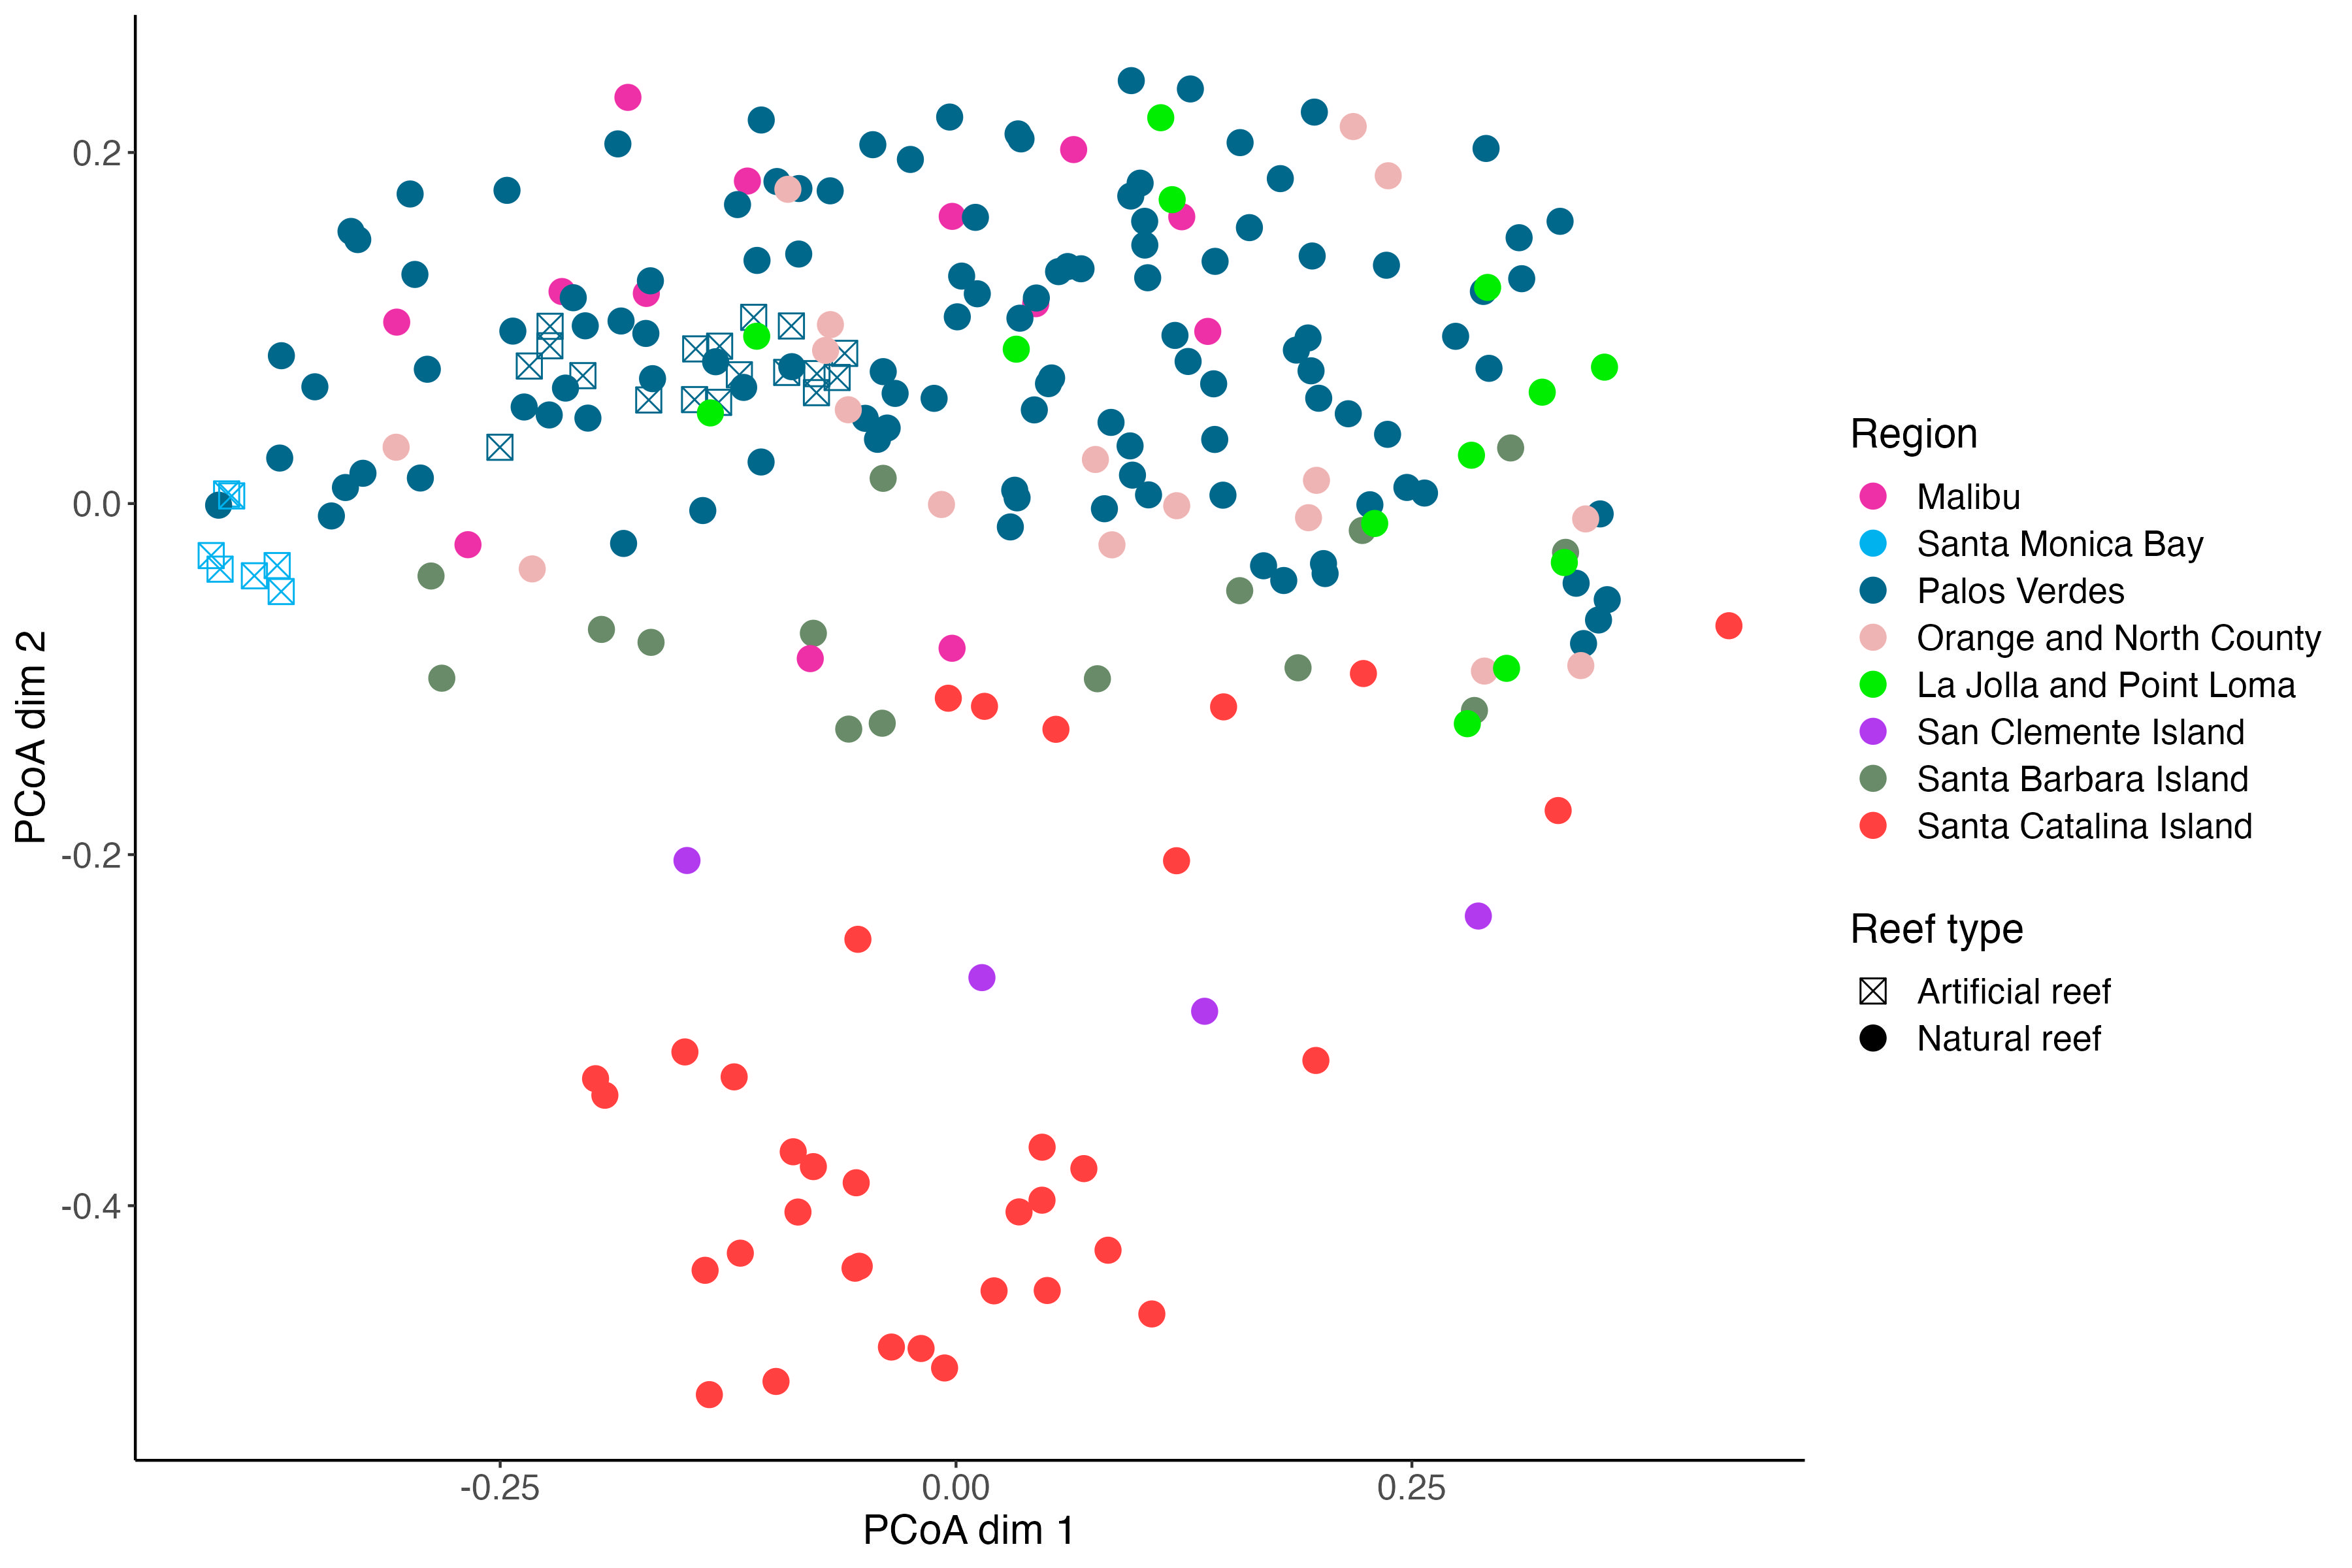 PCoA dim 2
0.2
0.0
-0.2
-0.4
-0.25
0.00
0.25
PCoA dim 1
Region
Malibu
Santa Monica Bay
Palos Verdes
Orange and North County
La Jolla and Point Loma
San Clemente Island
Santa Barbara Island
Santa Catalina Island
Reef type
Artificial reef
Natural reef